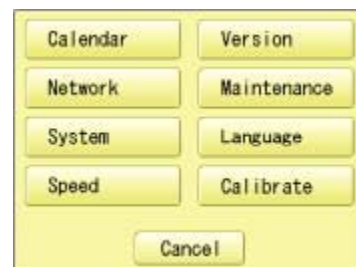 Calendar Version
Network Maintenance
System Language
Speed Calibrate
Cancel